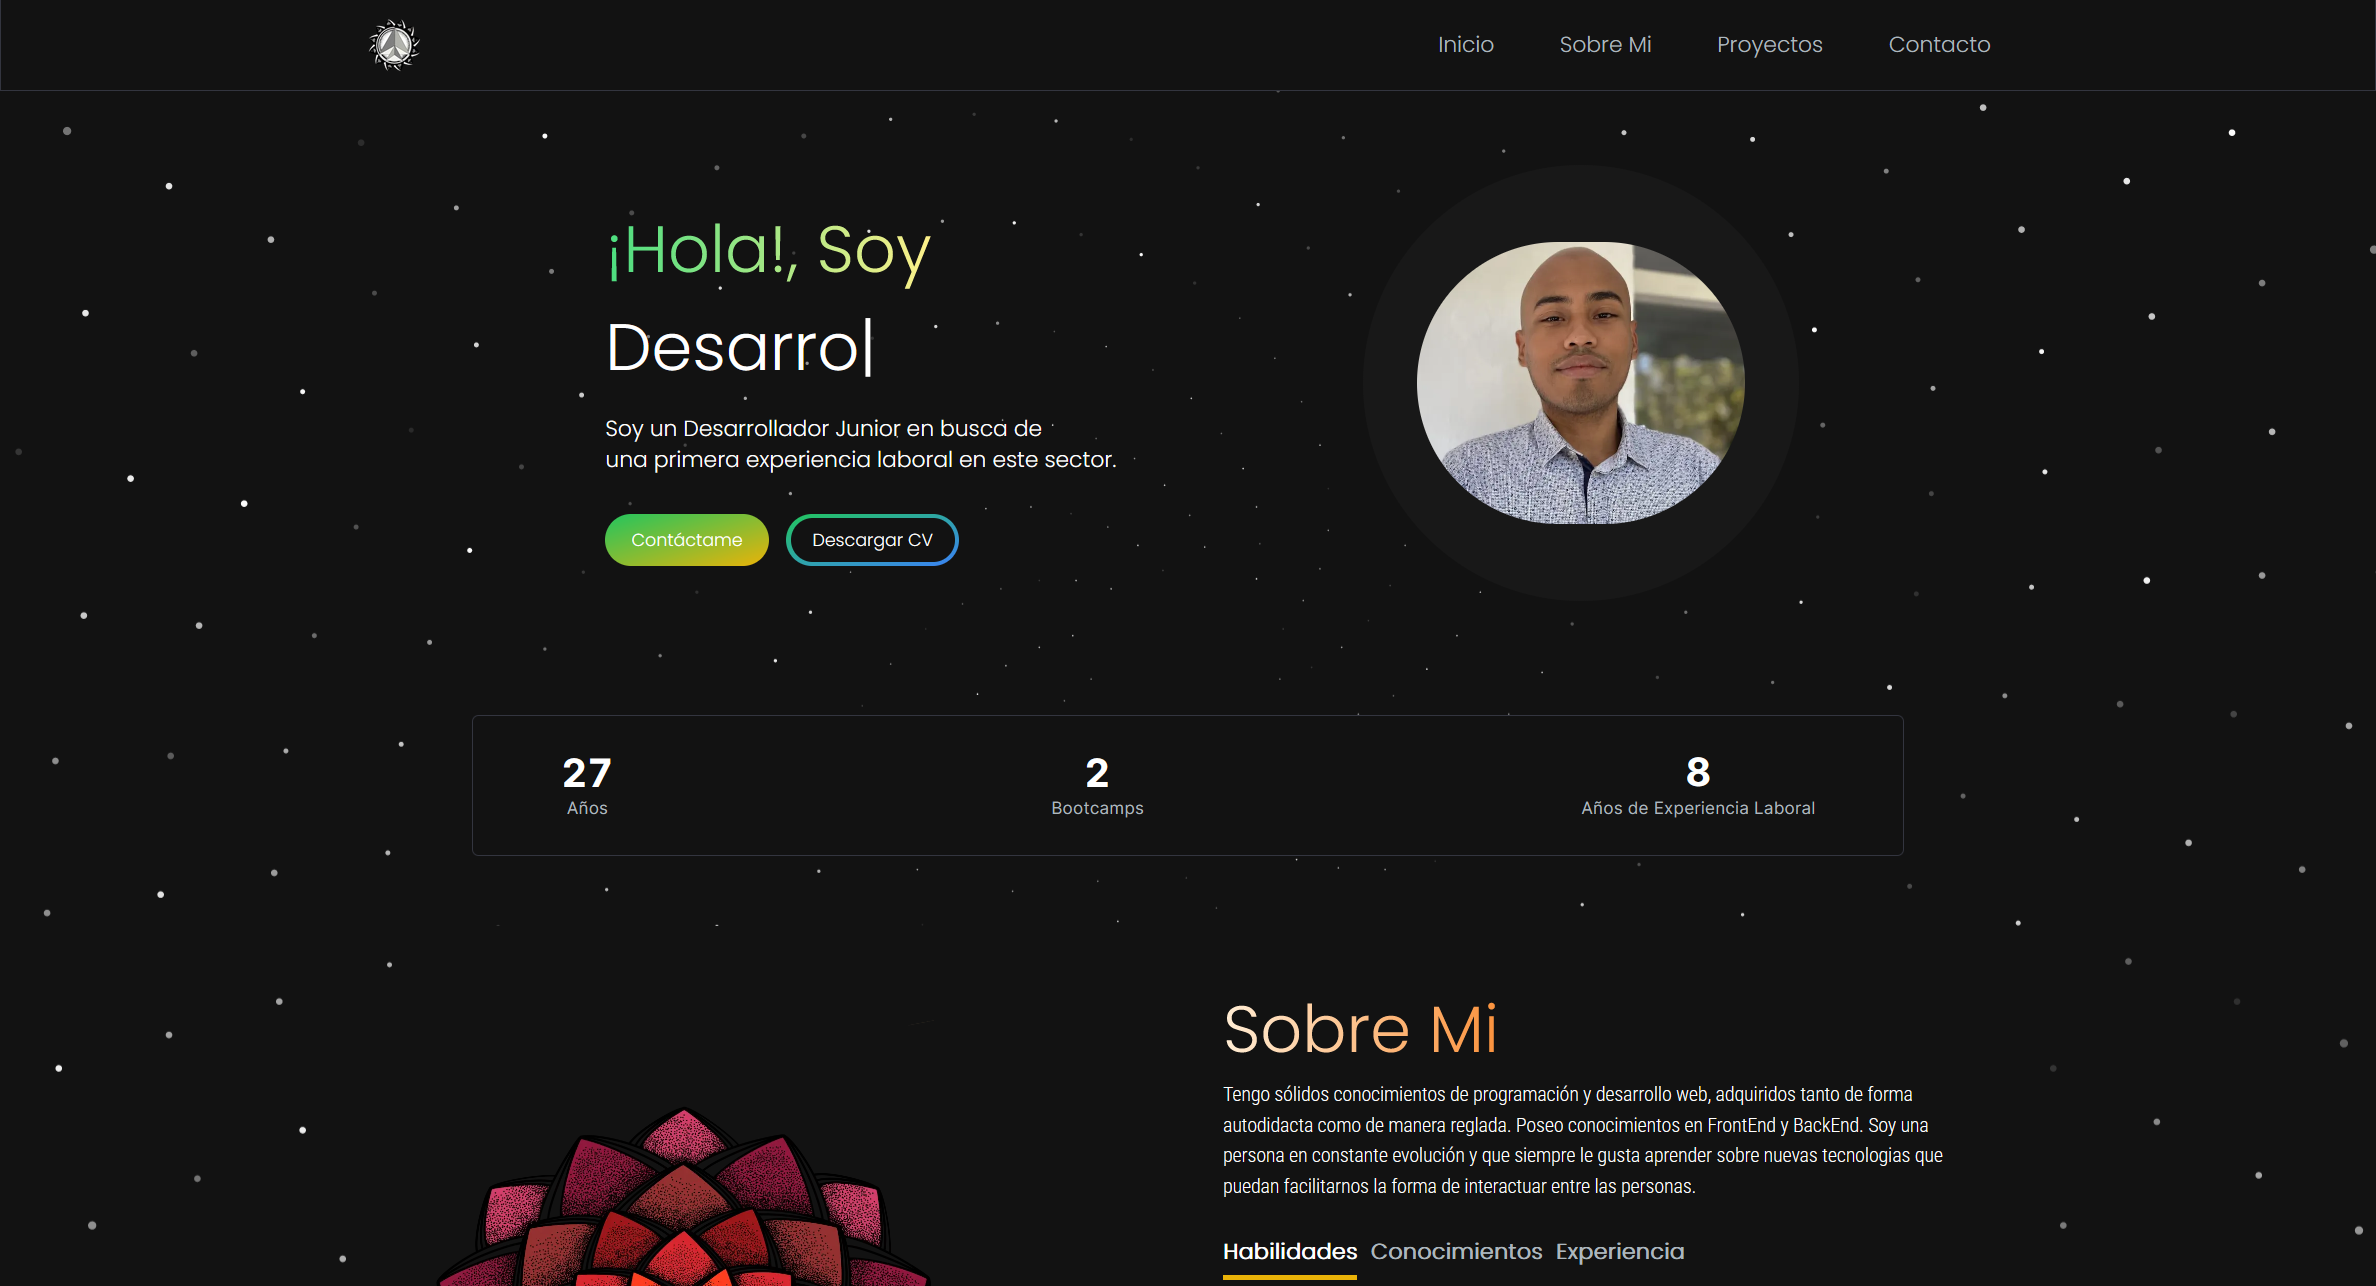 Inicio
Sobre Mi
Proyectos
Contacto
¡Hola!, Soy
Desarro|
Soy un Desarrollador Junior en busca de
una primera experiencia laboral en este sector.
Contáctame
Descargar CV
27
Años
2
Bootcamps
8
Años de Experiencia Laboral
Sobre Mi
Tengo sólidos conocimientos de programación y desarrollo web, adquiridos tanto de forma
autodidacta como de manera reglada. Poseo conocimientos en FrontEnd y BackEnd. Soy una
persona en constante evolución y que siempre le gusta aprender sobre nuevas tecnologias que
puedan facilitarnos la forma de interactuar entre las personas.
Habilidades
Conocimientos
Experiencia